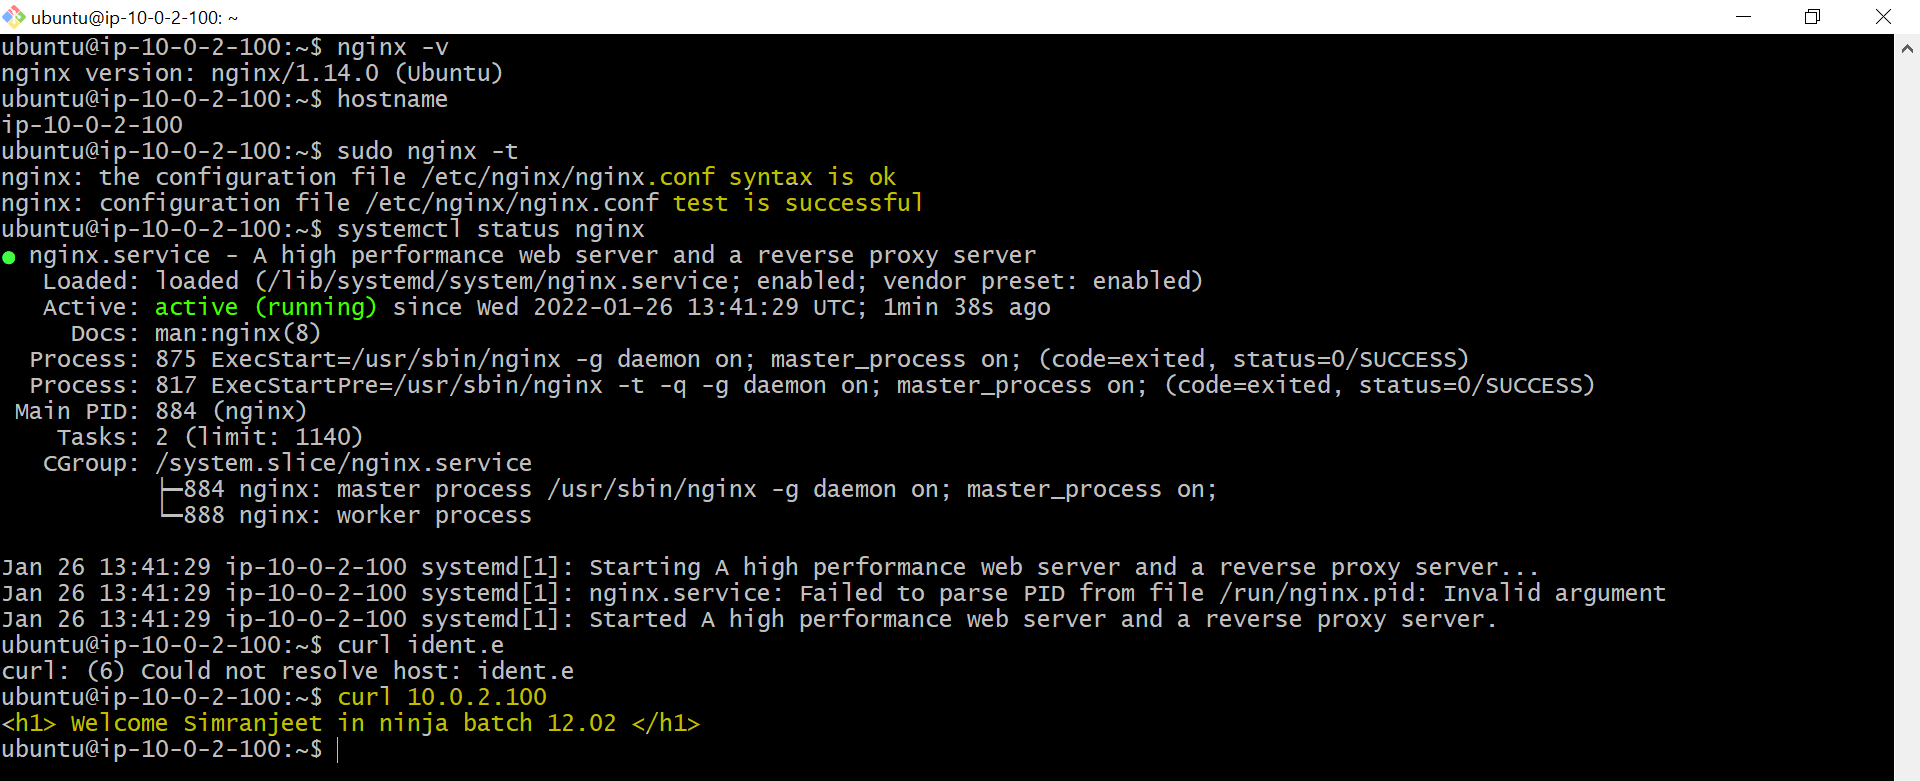 ubuntu@ip-10-0-2-100: ~
ubuntu@ip-10-0-2-100:~$ nginx -v
nginx version: nginx/1.14.0 (Ubuntu)
ubuntu@ip-10-0-2-100:~$ hostname
ip-10-0-2-100
ubuntu@ip-10-0-2-100:~$ sudo nginx -t
nginx: the configuration file /etc/nginx/nginx.conf syntax is ok
nginx: configuration file /etc/nginx/nginx.conf test is successful
ubuntu@ip-10-0-2-100:~$ systemctl status nginx
● nginx.service - A high performance web server and a reverse proxy server
   Loaded: loaded (/lib/systemd/system/nginx.service; enabled; vendor preset: enabled)
   Active: active (running) since Wed 2022-01-26 13:41:29 UTC; 1min 38s ago
     Docs: man:nginx(8)
  Process: 875 ExecStart=/usr/sbin/nginx -g daemon on; master_process on; (code=exited, status=0/SUCCESS)
  Process: 817 ExecStartPre=/usr/sbin/nginx -t -q -g daemon on; master_process on; (code=exited, status=0/SUCCESS)
 Main PID: 884 (nginx)
    Tasks: 2 (limit: 1140)
   CGroup: /system.slice/nginx.service
           ├─884 nginx: master process /usr/sbin/nginx -g daemon on; master_process on;
           └─888 nginx: worker process
Jan 26 13:41:29 ip-10-0-2-100 systemd[1]: Starting A high performance web server and a reverse proxy server...
Jan 26 13:41:29 ip-10-0-2-100 systemd[1]: nginx.service: Failed to parse PID from file /run/nginx.pid: Invalid argument
Jan 26 13:41:29 ip-10-0-2-100 systemd[1]: Started A high performance web server and a reverse proxy server.
ubuntu@ip-10-0-2-100:~$ curl ident.e
curl: (6) Could not resolve host: ident.e
ubuntu@ip-10-0-2-100:~$ curl 10.0.2.100
<h1> Welcome Simranjeet in ninja batch 12.02 </h1>
ubuntu@ip-10-0-2-100:~$